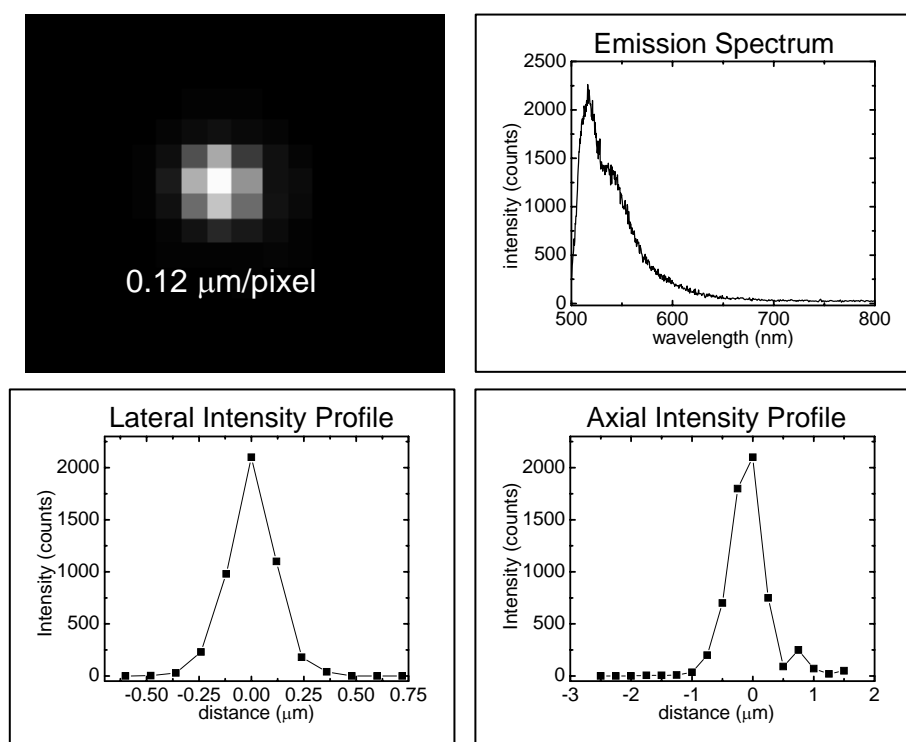 0.12 μm/pixel
Emission Spectrum
intensity (counts)
2500
2000
1500
1000
500
0
500 600 700 800
wavelength (nm)
Lateral Intensity Profile
Intensity (counts)
2000
1500
1000
500
0
-0.50 -0.25 0.00 0.25 0.50 0.75
distance (μm)
Axial Intensity Profile
Intensity (counts)
2000
1500
1000
500
0
-3 -2 -1 0 1 2
distance (μm)